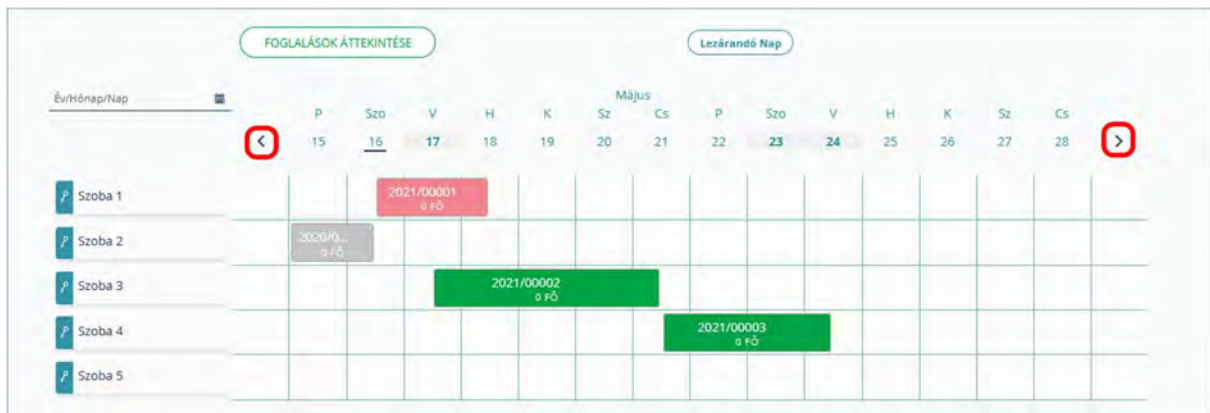 FOGLALÁSOK ÁTTEKINTÉSE
Lezárandó Nap
Év/Hónap/Nap
Május
P Szo V H K Sz Cs P Szo V H K Sz Cs
15 16 17 18 19 20 21 22 23 24 25 26 27 28
Szoba 1
2021/00001
0 FŐ
Szoba 2
2020/0...
0 FŐ
Szoba 3
2021/00002
0 FŐ
Szoba 4
2021/00003
0 FŐ
Szoba 5